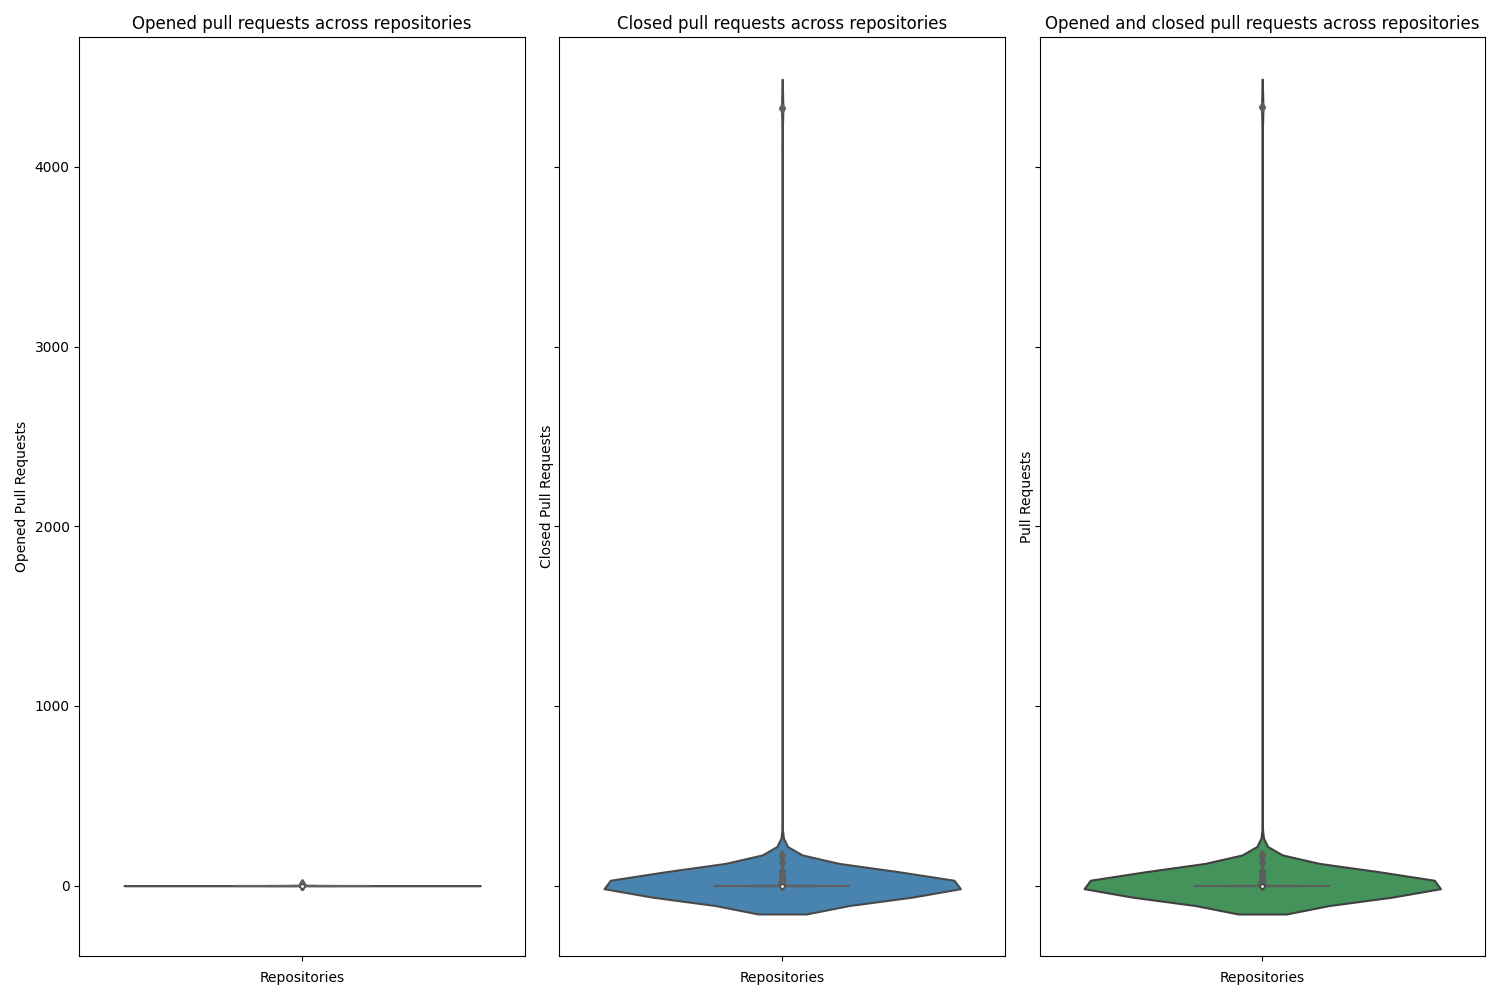 Opened pull requests across repositories
Closed pull requests across repositories
Opened and closed pull requests across repositories
4000
3000
2000
1000
0
Opened Pull Requests
Closed Pull Requests
Pull Requests
Repositories
Repositories
Repositories